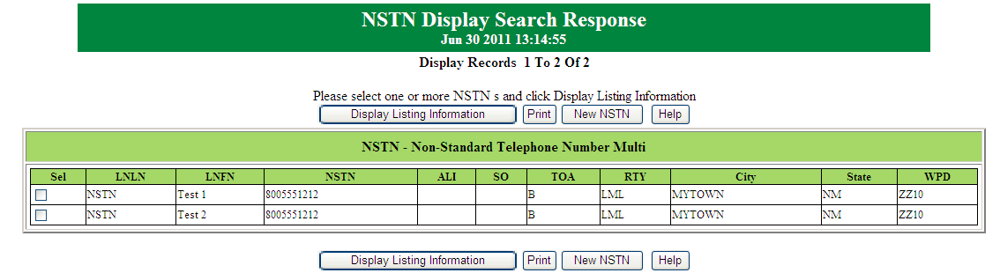 NSTN Display Search Response
Jun 30 2011 13:14:55
Display Records 1 To 2 Of 2
Please select one or more NSTN s and click Display Listing Information
Display Listing Information Print New NSTN Help
NSTN - Non-Standard Telephone Number Multi
Sel LNLN LNFN NSTN ALI SO TOA RTY City State WPD
NSTN Test 1 8005551212 B LML MYTOWN NM ZZ10
NSTN Test 2 8005551212 B LML MYTOWN NM ZZ10
Display Listing Information Print New NSTN Help